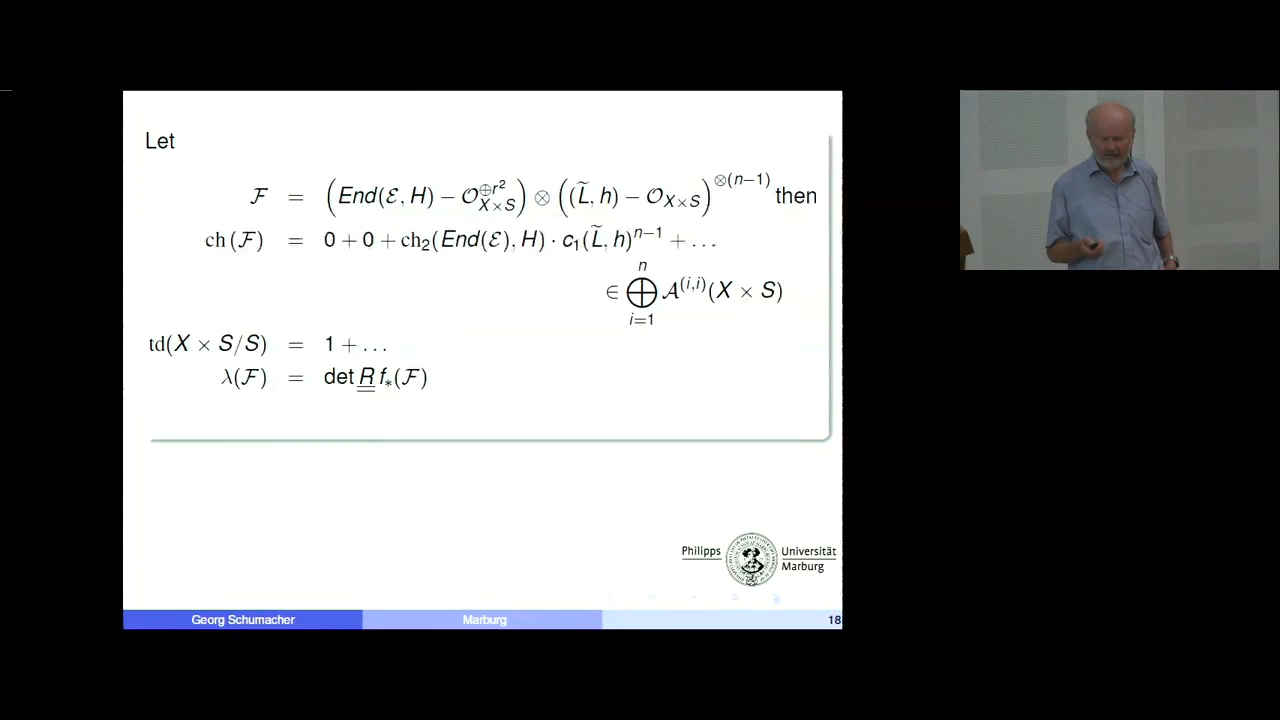 Let
ℱ = (End(ℰ, H) − 𝒪_{X×S}^{⊕r²}) ⊗ ((L̃, h) − 𝒪_{X×S})^{⊗(n−1)} then
ch(ℱ) = 0 + 0 + ch₂(End(ℰ), H) · c₁(L̃, h)^{n−1} + …
∈ ⨁_{i=1}^{n} 𝒜^{(i,i)}(X × S)
td(X × S/S) = 1 + …
λ(ℱ) = det R̳ f_*(ℱ)
Philipps Universität
Marburg
Georg Schumacher Marburg 18